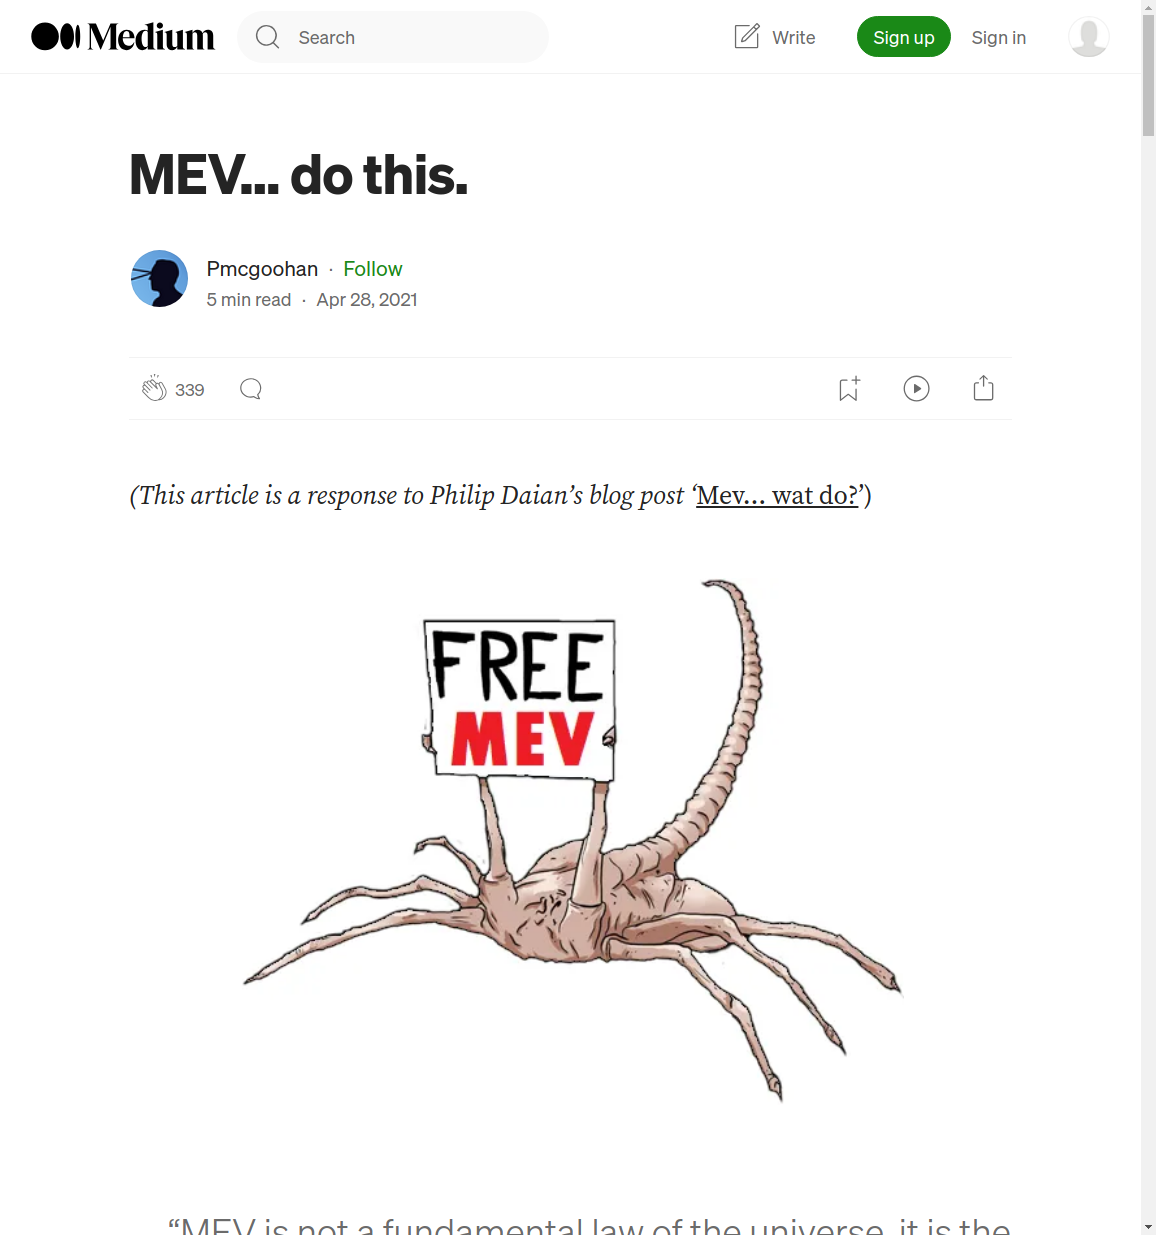 Medium
Search
Write
Sign up
Sign in
MEV... do this.
Pmcgoohan · Follow
5 min read · Apr 28, 2021
339
(This article is a response to Philip Daian’s blog post ‘Mev… wat do?’)
FREE
MEV
“MEV is not a fundamental law of the universe, it is the